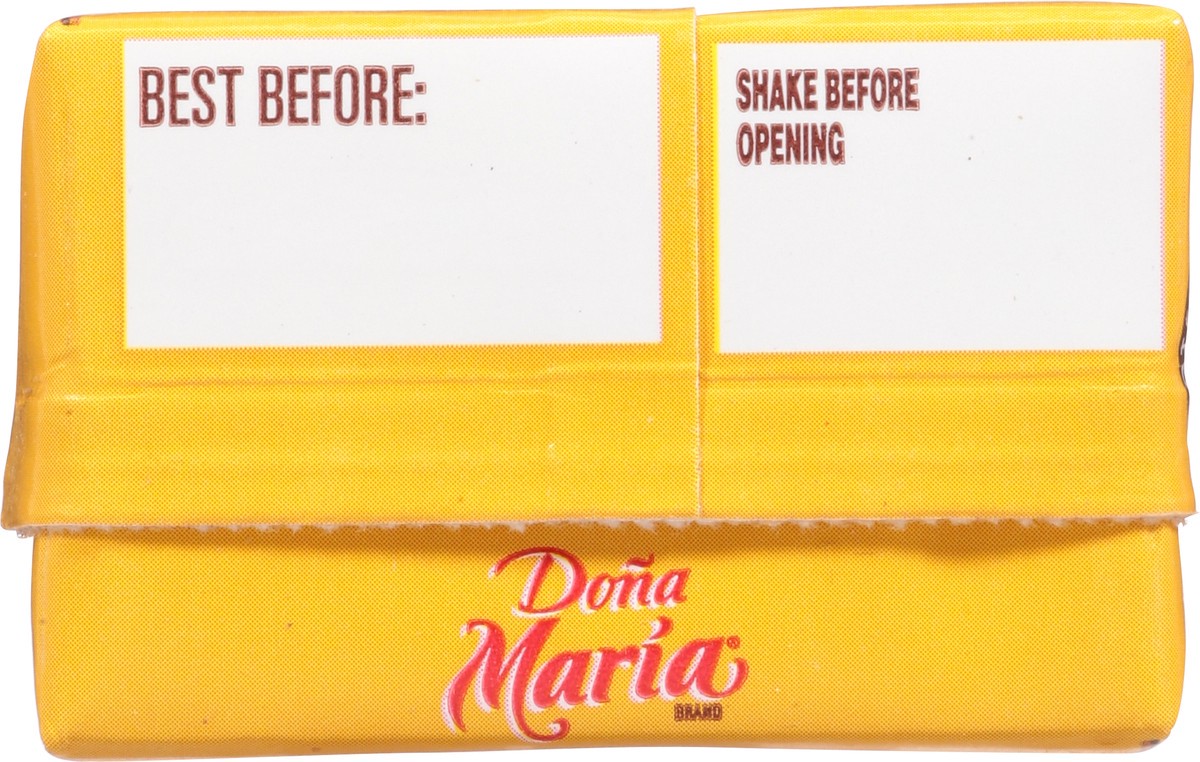 BEST BEFORE:
SHAKE BEFORE
OPENING
Doña
María®
BRAND